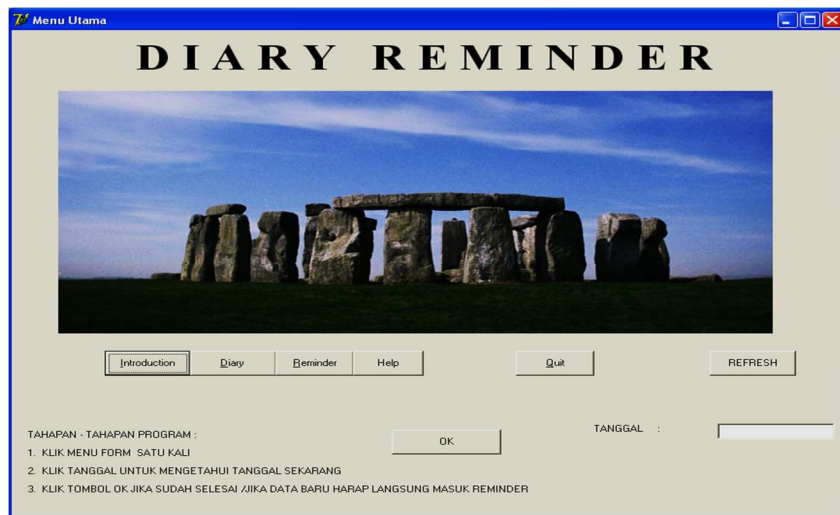 Menu Utama
DIARY REMINDER
Introduction Diary Reminder Help Quit REFRESH
TANGGAL :
OK
TAHAPAN - TAHAPAN PROGRAM :
1. KLIK MENU FORM SATU KALI
2. KLIK TANGGAL UNTUK MENGETAHUI TANGGAL SEKARANG
3. KLIK TOMBOL OK JIKA SUDAH SELESAI /JIKA DATA BARU HARAP LANGSUNG MASUK REMINDER